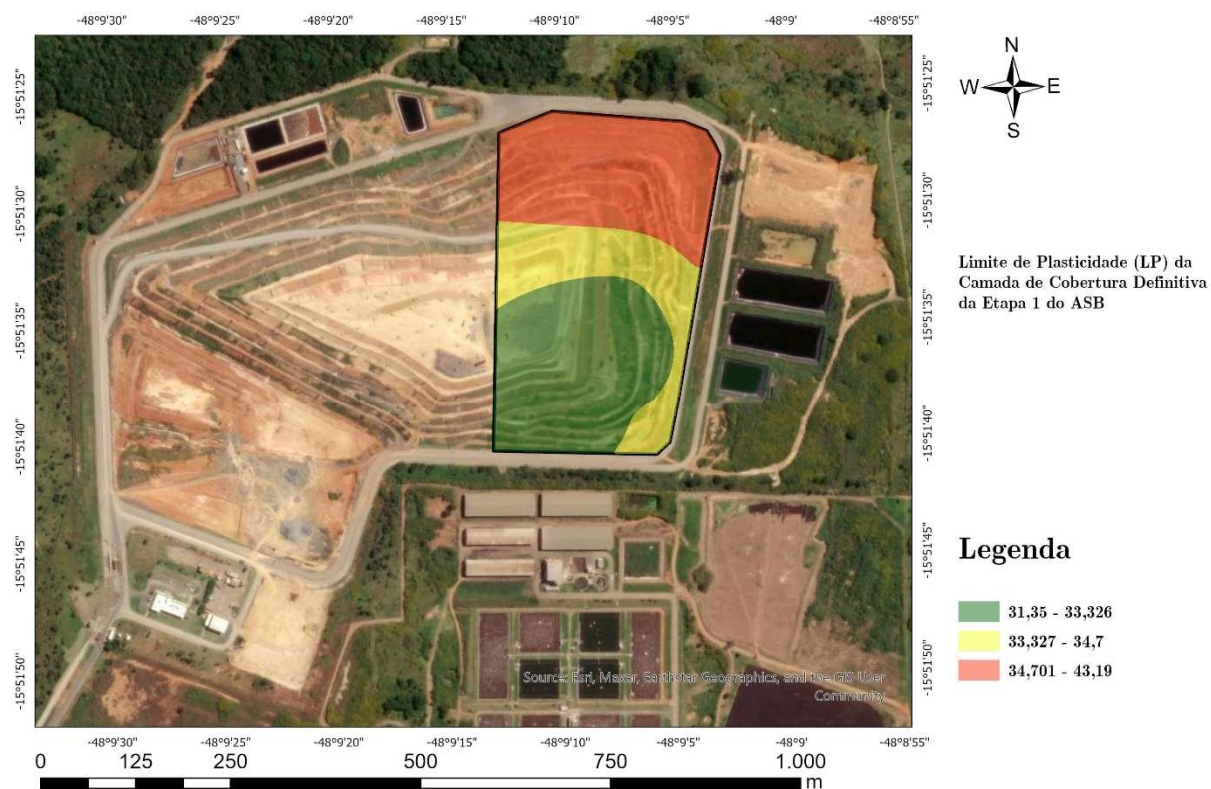 -48°9'30"
-48°9'25"
-48°9'20"
-48°9'15"
-48°9'10"
-48°9'5"
-48°9'
-48°8'55"
-15°51'25"
-15°51'30"
-15°51'35"
-15°51'40"
-15°51'45"
-15°51'50"
-15°51'25"
-15°51'30"
-15°51'35"
-15°51'40"
-15°51'45"
-15°51'50"
N
W
E
S
Limite de Plasticidade (LP) da
Camada de Cobertura Definitiva
da Etapa 1 do ASB
Legenda
31,35 - 33,326
33,327 - 34,7
34,701 - 43,19
Source: Esri, Maxar, Earthstar Geographics, and the GIS User
Community
-48°9'30"
-48°9'25"
-48°9'20"
-48°9'15"
-48°9'10"
-48°9'5"
-48°9'
-48°8'55"
0
125
250
500
750
1.000
m